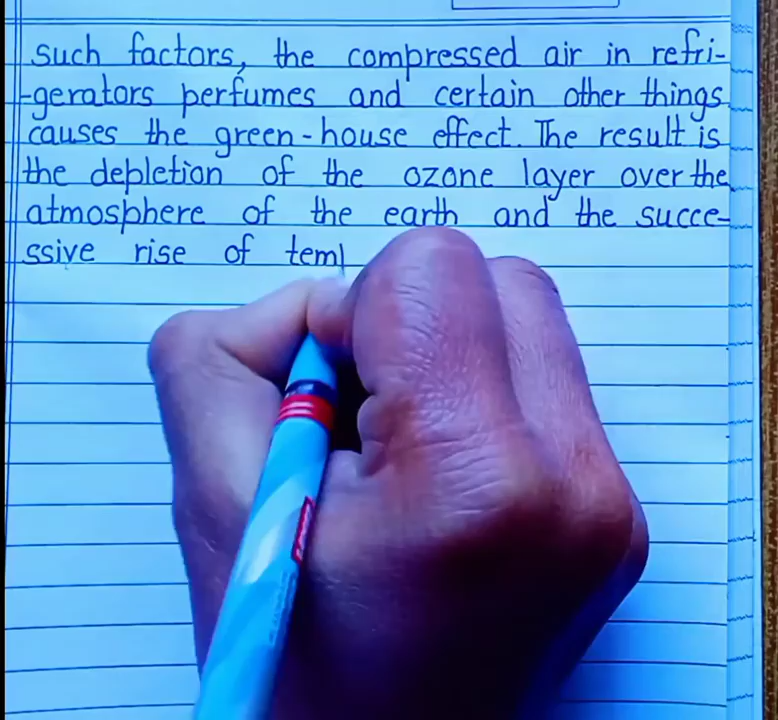 such factors, the compressed air in refri-
-gerators perfumes and certain other things
causes the green-house effect. The result is
the depletion of the ozone layer over the
atmosphere of the earth and the succe-
ssive rise of tem